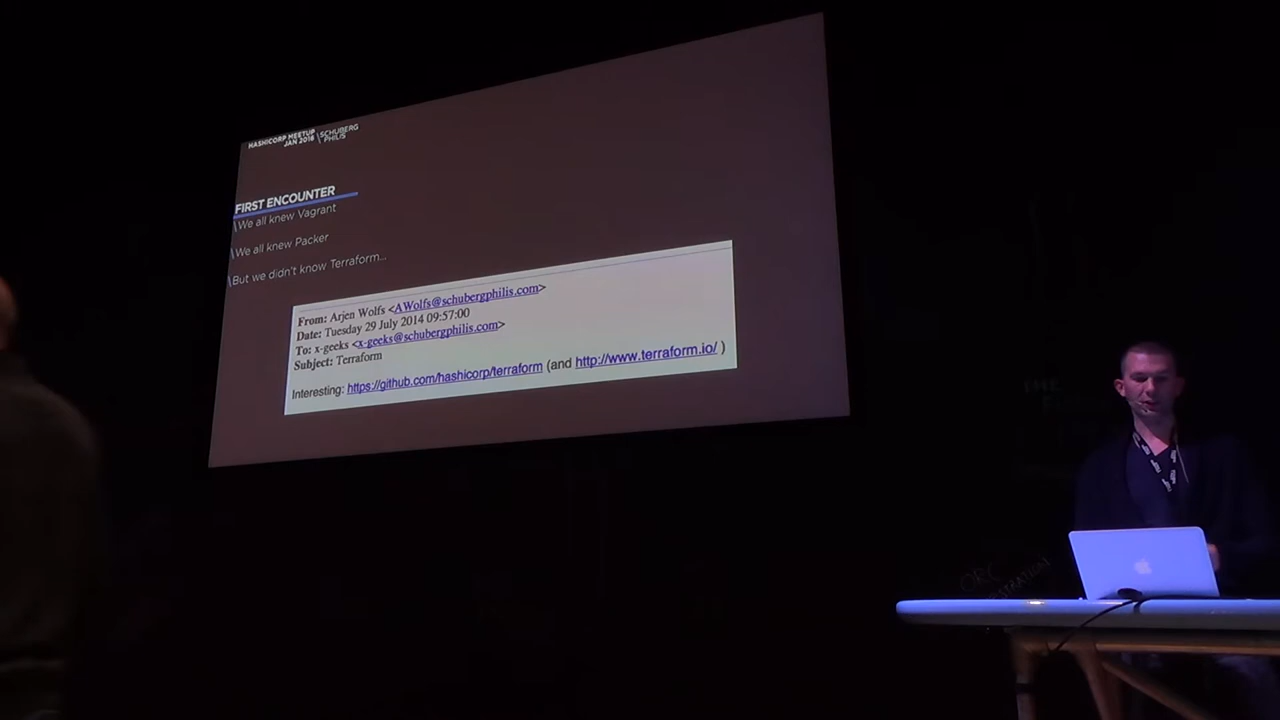 HASHICORP MEETUP
JAN 2016
\SCHUBERG
PHILIS
FIRST ENCOUNTER
\We all knew Vagrant
\We all knew Packer
\But we didn't know Terraform...
From: Arjen Wolfs <AWolfs@schubergphilis.com>
Date: Tuesday 29 July 2014 09:57:00
To: x-geeks <x-geeks@schubergphilis.com>
Subject: Terraform
Interesting: https://github.com/hashicorp/terraform (and http://www.terraform.io/ )